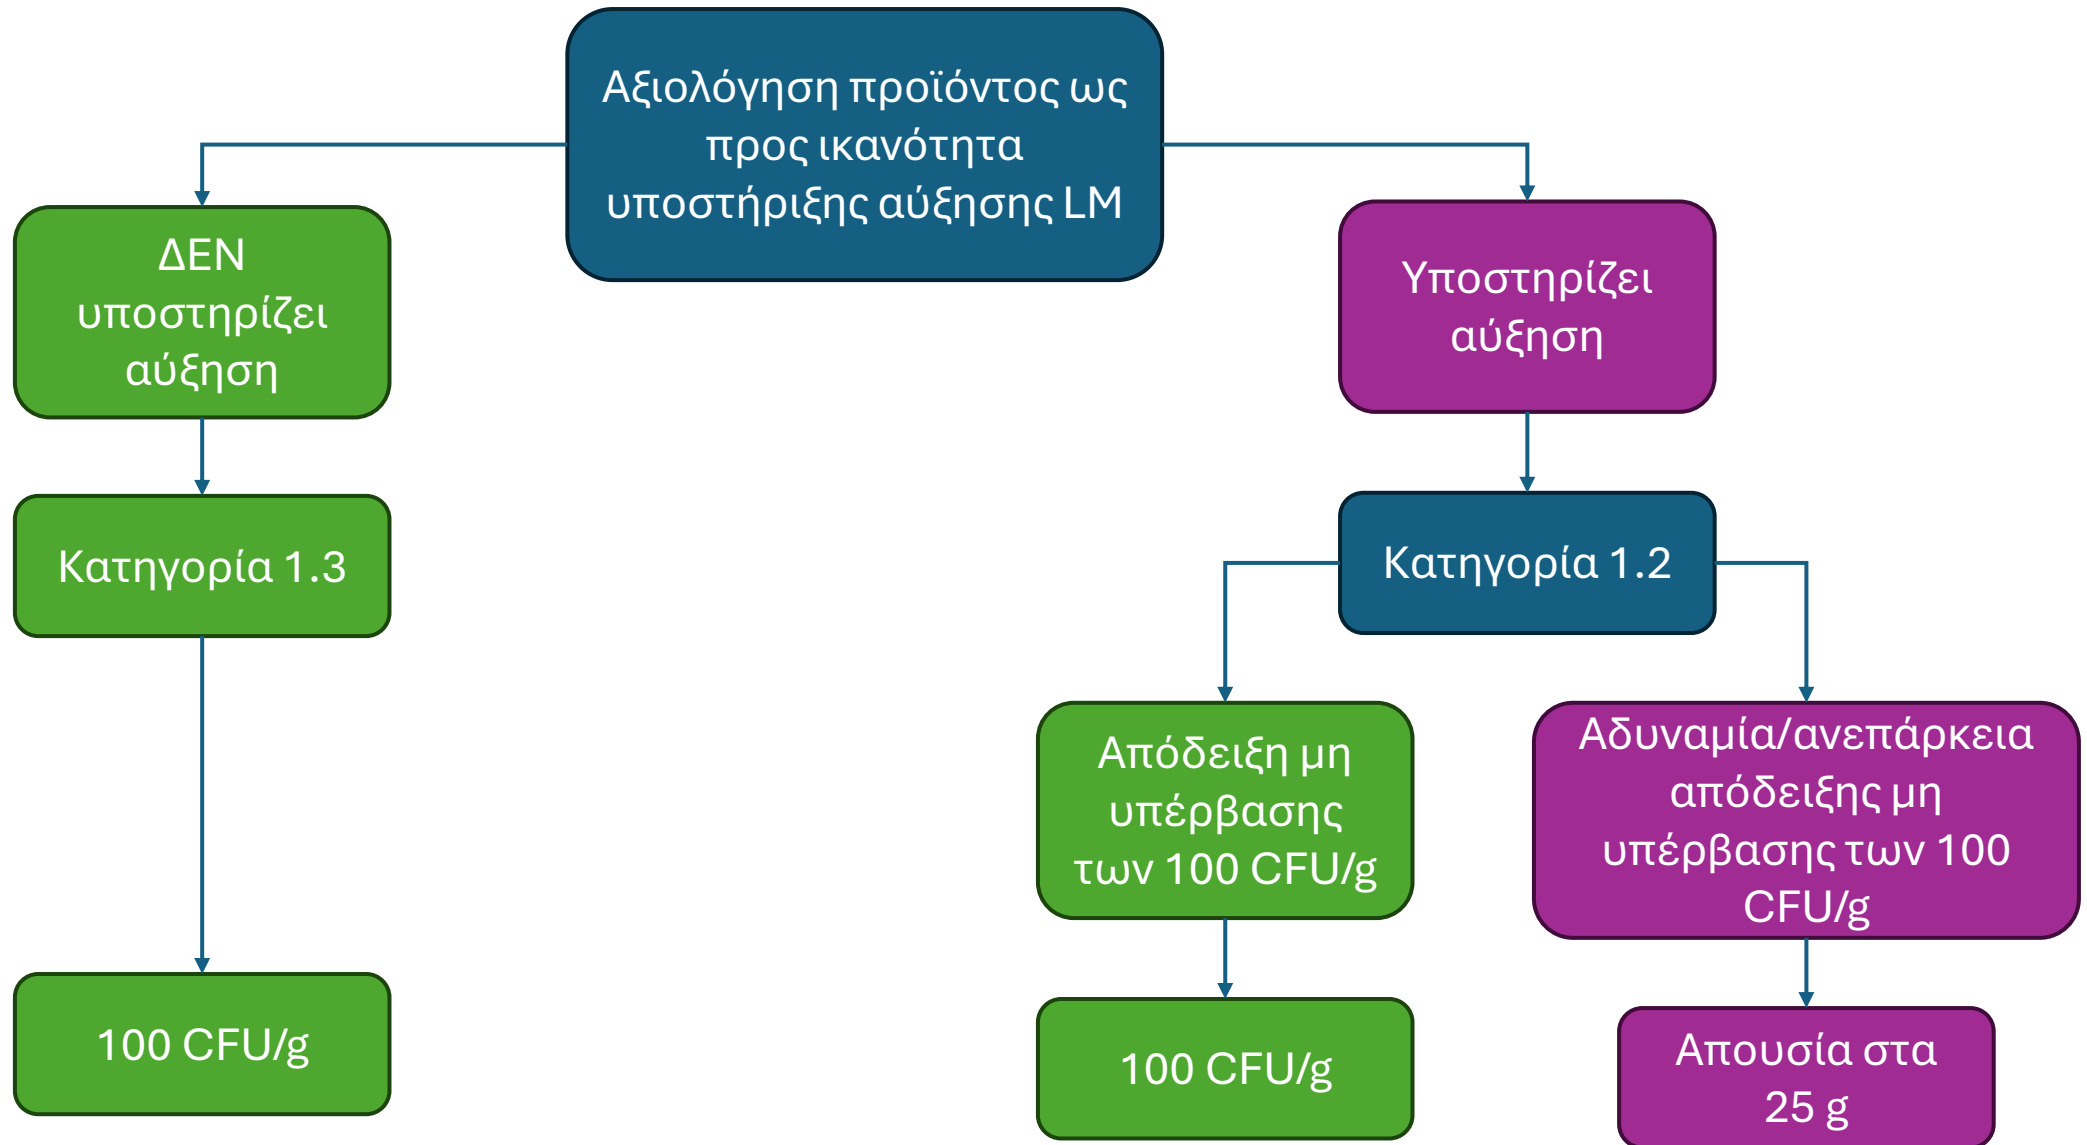 Αξιολόγηση προϊόντος ως
προς ικανότητα
υποστήριξης αύξησης LM
ΔΕΝ
υποστηρίζει
αύξηση
Υποστηρίζει
αύξηση
Κατηγορία 1.3
Κατηγορία 1.2
Απόδειξη μη
υπέρβασης
των 100 CFU/g
Αδυναμία/ανεπάρκεια
απόδειξης μη
υπέρβασης των 100
CFU/g
100 CFU/g
100 CFU/g
Απουσία στα
25 g